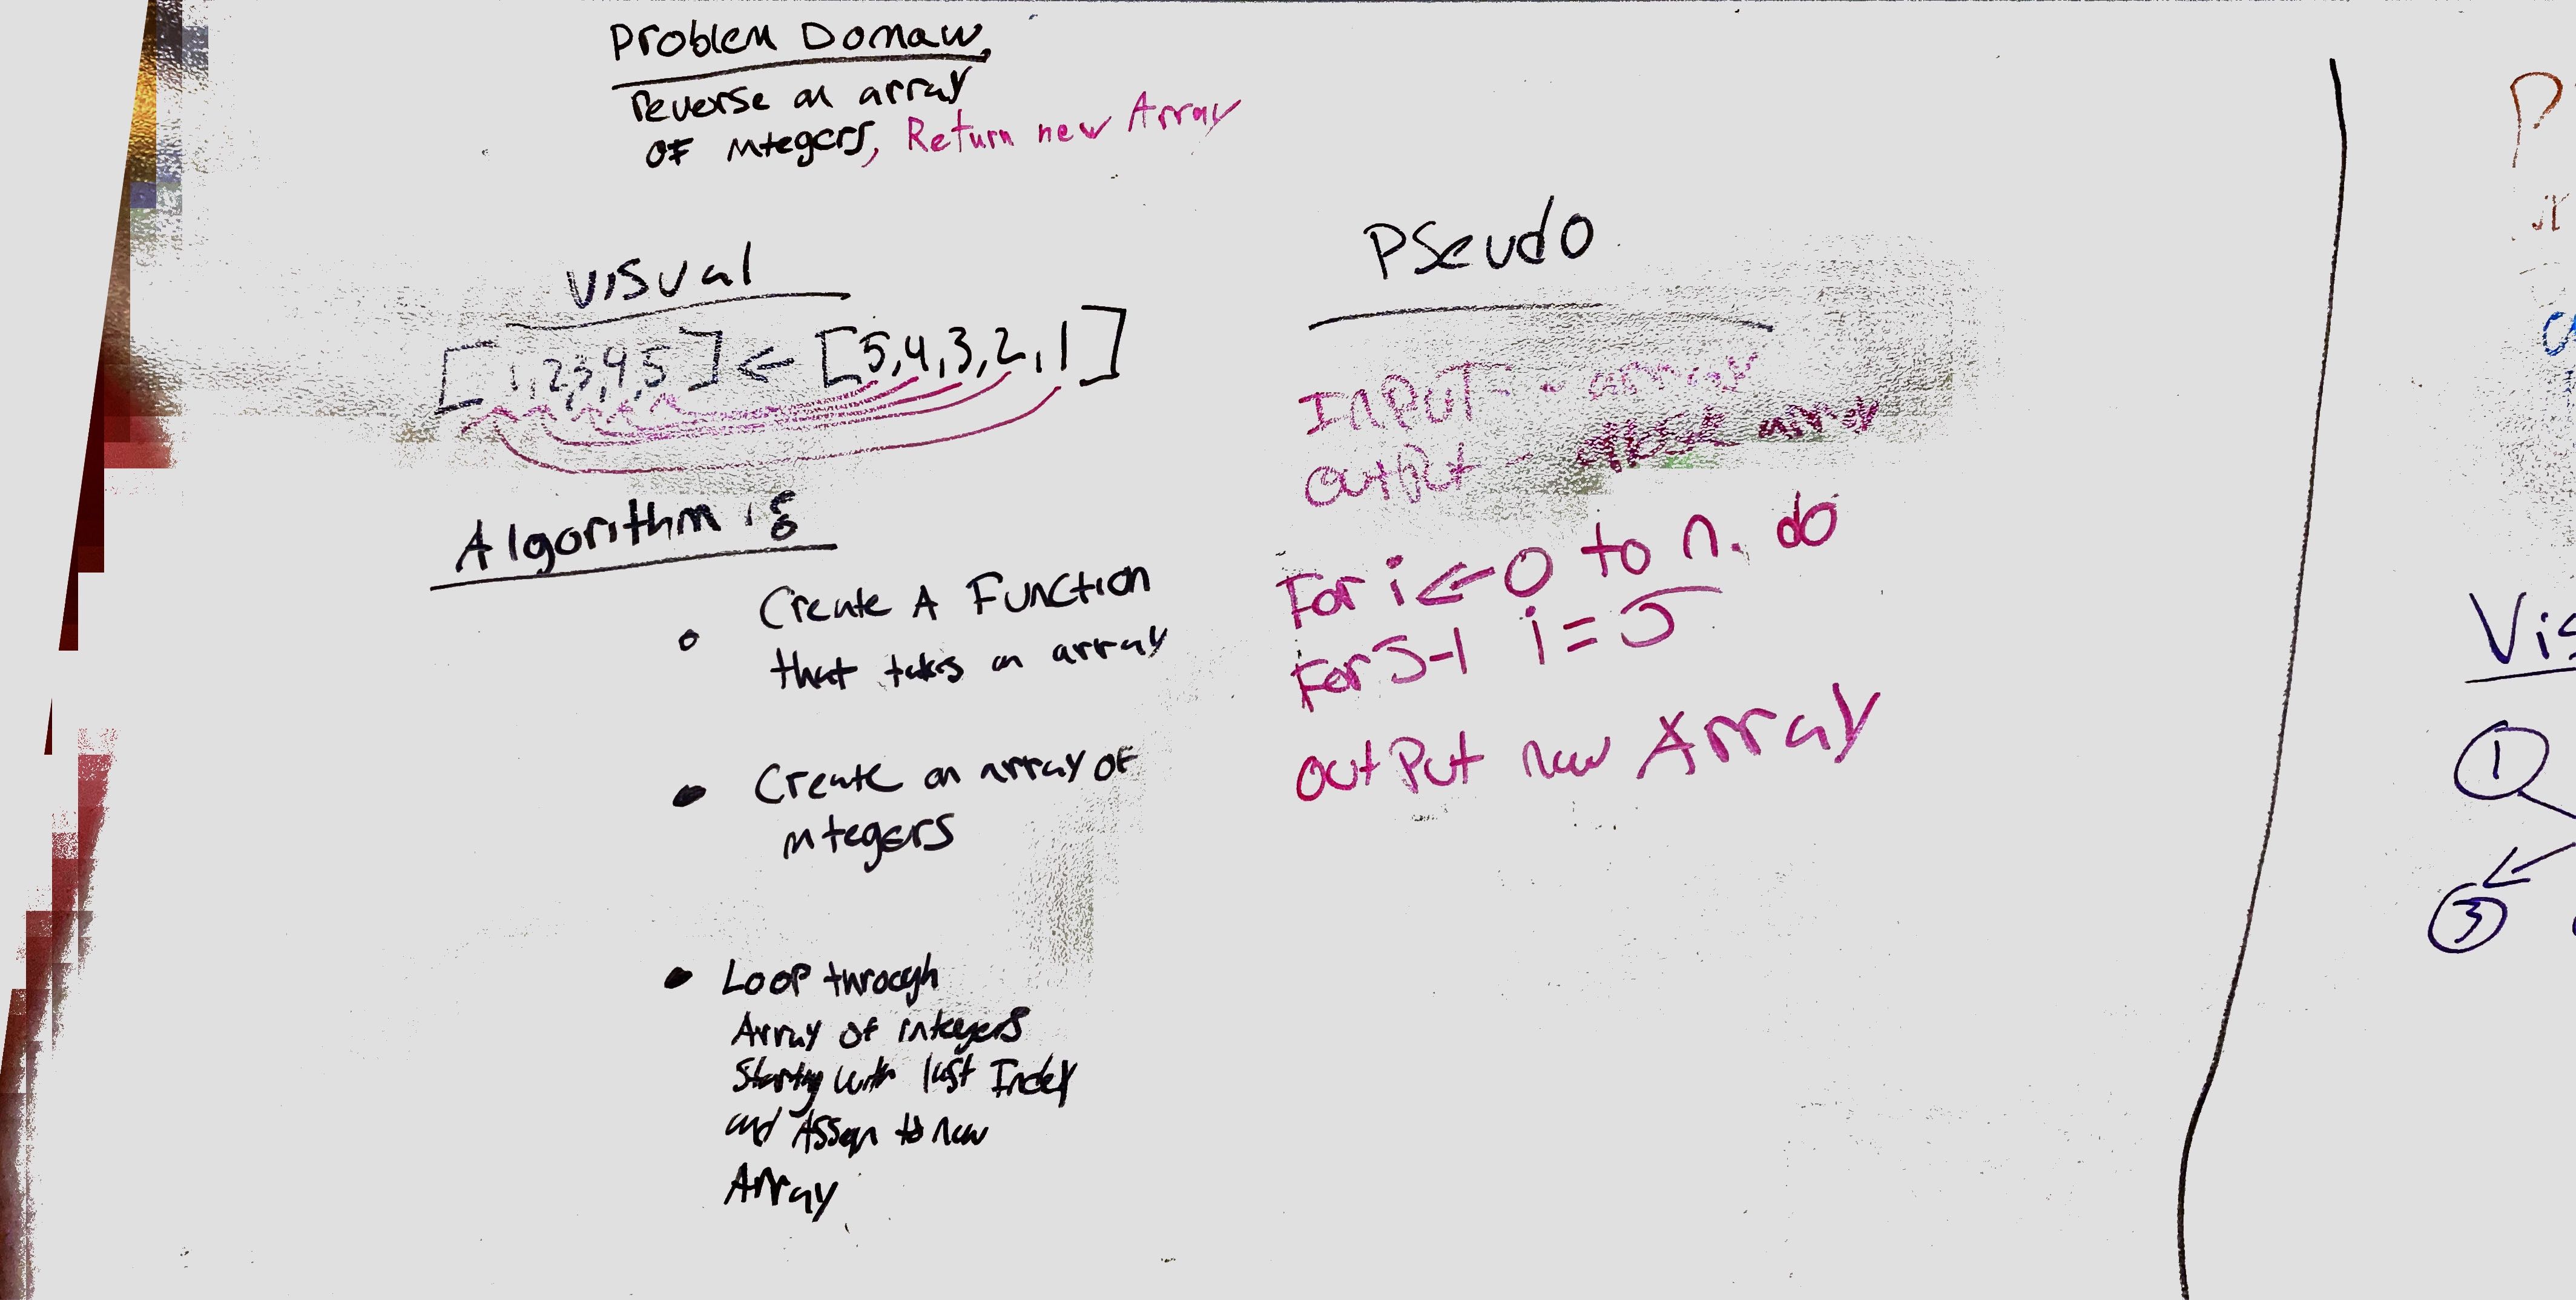 Problem Domain
reverse an array
of integers, Return new Array
Visual
[1,2,3,4,5] ← [5,4,3,2,1]
Algorithm :
Create A Function
that takes an array
Create an array of
integers
Loop through
Array of integers
Starting with last Index
and Assign to new
Array
Pseudo
INPUT - array
OutPut - array
For i ← 0 to n. do
For J-1 i = J
OutPut new Array
P
Vis
1
3